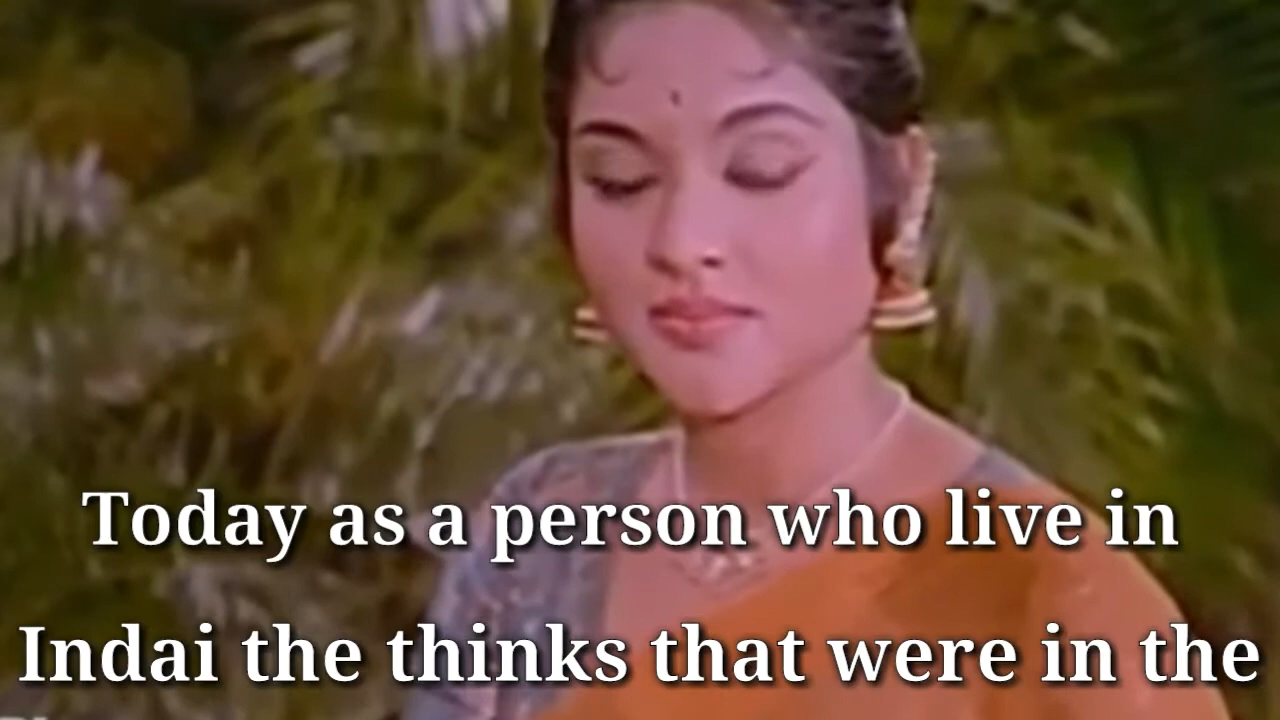 Today as a person who live in
Indai the thinks that were in the